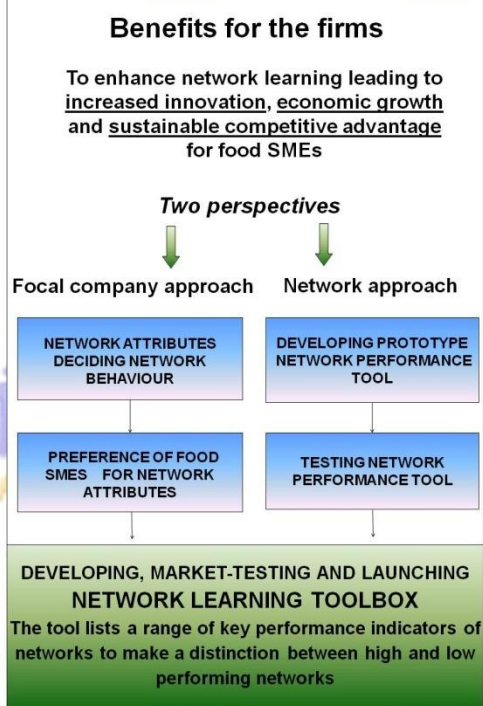 Benefits for the firms
To enhance network learning leading to
increased innovation, economic growth
and sustainable competitive advantage
for food SMEs
Two perspectives
Focal company approach
Network approach
NETWORK ATTRIBUTES
DECIDING NETWORK
BEHAVIOUR
DEVELOPING PROTOTYPE
NETWORK PERFORMANCE
TOOL
PREFERENCE OF FOOD
SMES FOR NETWORK
ATTRIBUTES
TESTING NETWORK
PERFORMANCE TOOL
DEVELOPING, MARKET-TESTING AND LAUNCHING
NETWORK LEARNING TOOLBOX
The tool lists a range of key performance indicators of
networks to make a distinction between high and low
performing networks